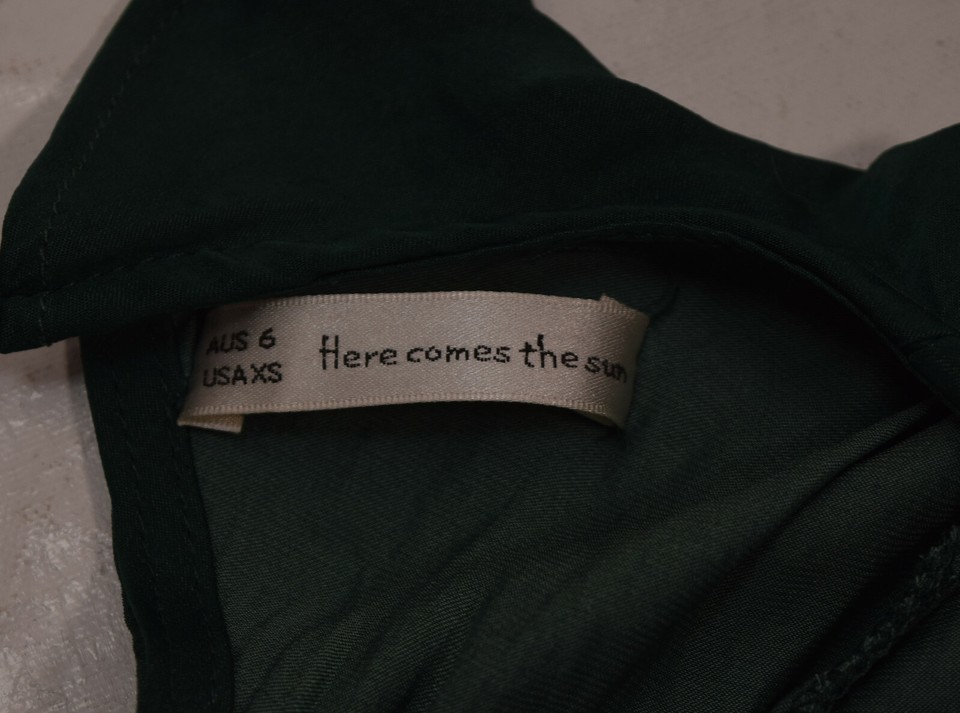 AUS 6
USA XS
Here comes the sun